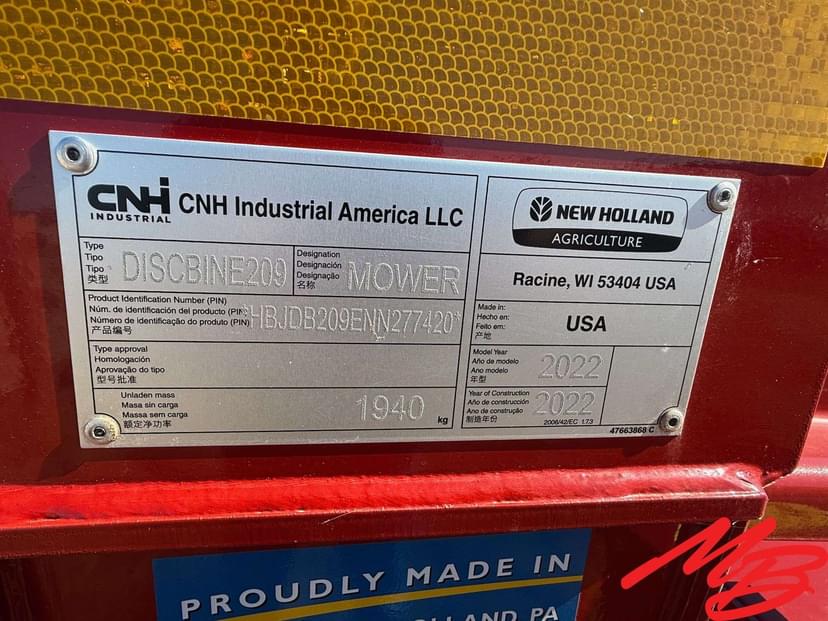 CNH
INDUSTRIAL
CNH Industrial America LLC
Type
Tipo
Tipo
类型
DISCBINE209
Designation
Designación
Designação
名称
MOWER
Product Identification Number (PIN)
Núm. de identificación del producto (PIN)
Número de identificação do produto (PIN)
产品编号
*HBJDB209ENN277420*
Type approval
Homologación
Aprovação do tipo
型号批准
Unladen mass
Masa sin carga
Massa sem carga
额定净功率
1940
kg
NEW HOLLAND
AGRICULTURE
Racine, WI 53404 USA
Made in:
Hecho en:
Feito em:
产地
USA
Model Year
Año de modelo
Ano modelo
年型
2022
Year of Construction
Año de construcción
Ano de construção
制造年份
2022
2006/42/EC 1.7.3
47663868 C
PROUDLY MADE IN
HOLLAND, PA
MB